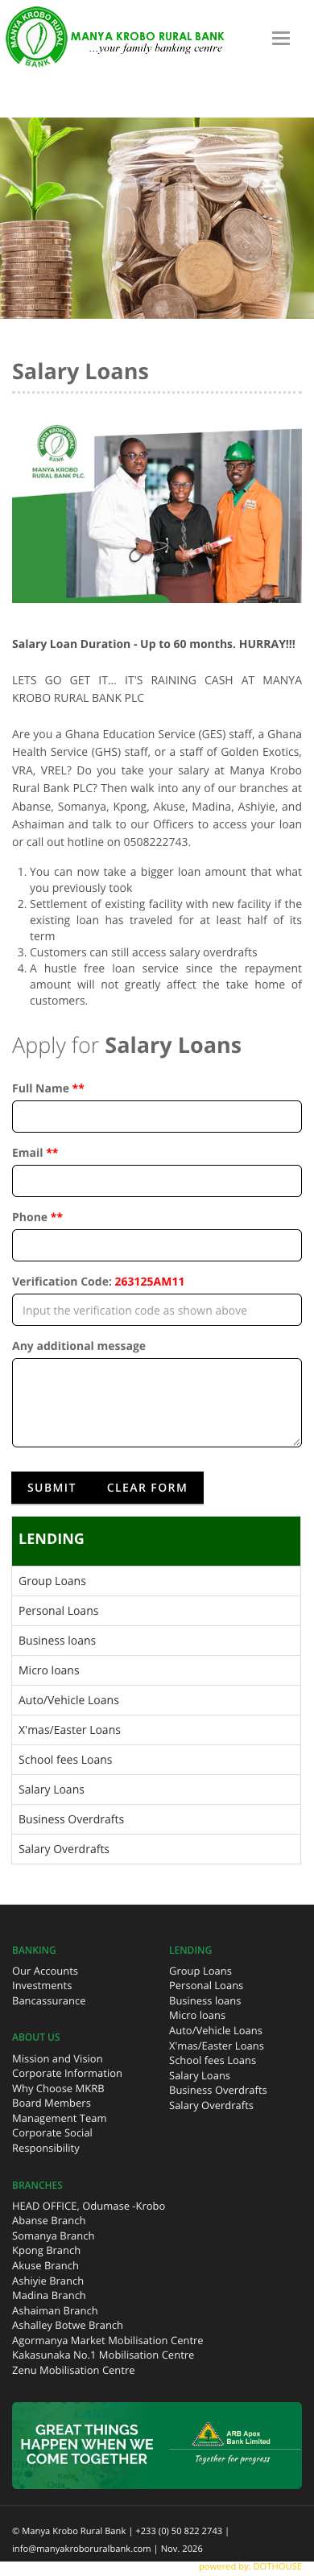 MANYA KROBO RURAL BANK
...your family banking centre
MANYA KROBO RURAL
BANK
Salary Loans
MANYA KROBO RURAL
BANK
MANYA KROBO
RURAL BANK PLC.
Salary Loan Duration - Up to 60 months. HURRAY!!!
LETS GO GET IT... IT'S RAINING CASH AT MANYA
KROBO RURAL BANK PLC
Are you a Ghana Education Service (GES) staff, a Ghana
Health Service (GHS) staff, or a staff of Golden Exotics,
VRA, VREL? Do you take your salary at Manya Krobo
Rural Bank PLC? Then walk into any of our branches at
Abanse, Somanya, Kpong, Akuse, Madina, Ashiyie, and
Ashaiman and talk to our Officers to access your loan
or call out hotline on 0508222743.
1. You can now take a bigger loan amount that what
you previously took
2. Settlement of existing facility with new facility if the
existing loan has traveled for at least half of its
term
3. Customers can still access salary overdrafts
4. A hustle free loan service since the repayment
amount will not greatly affect the take home of
customers.
Apply for Salary Loans
Full Name **
Email **
Phone **
Verification Code: 263125AM11
Input the verification code as shown above
Any additional message
SUBMIT CLEAR FORM
LENDING
Group Loans
Personal Loans
Business loans
Micro loans
Auto/Vehicle Loans
X'mas/Easter Loans
School fees Loans
Salary Loans
Business Overdrafts
Salary Overdrafts
BANKING
Our Accounts
Investments
Bancassurance
ABOUT US
Mission and Vision
Corporate Information
Why Choose MKRB
Board Members
Management Team
Corporate Social
Responsibility
LENDING
Group Loans
Personal Loans
Business loans
Micro loans
Auto/Vehicle Loans
X'mas/Easter Loans
School fees Loans
Salary Loans
Business Overdrafts
Salary Overdrafts
BRANCHES
HEAD OFFICE, Odumase -Krobo
Abanse Branch
Somanya Branch
Kpong Branch
Akuse Branch
Ashiyie Branch
Madina Branch
Ashaiman Branch
Ashalley Botwe Branch
Agormanya Market Mobilisation Centre
Kakasunaka No.1 Mobilisation Centre
Zenu Mobilisation Centre
GREAT THINGS
HAPPEN WHEN WE
COME TOGETHER
ARB Apex
Bank Limited
Together for progress
© Manya Krobo Rural Bank | +233 (0) 50 822 2743 |
info@manyakroboruralbank.com | Nov. 2026
powered by: DOTHOUSE